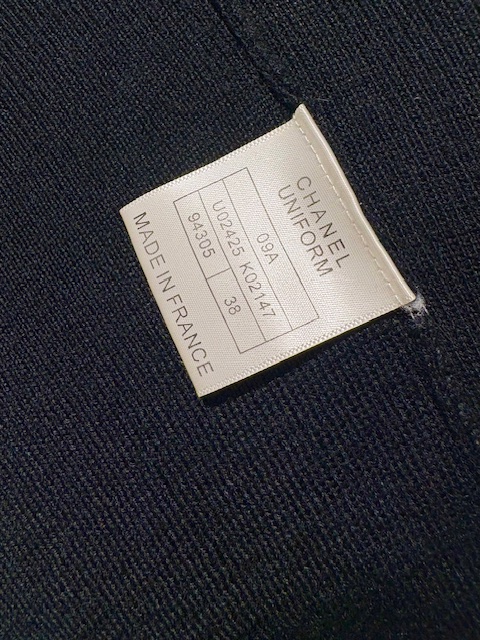 CHANEL
UNIFORM
09A
U02425 K02147
94305 38
MADE IN FRANCE